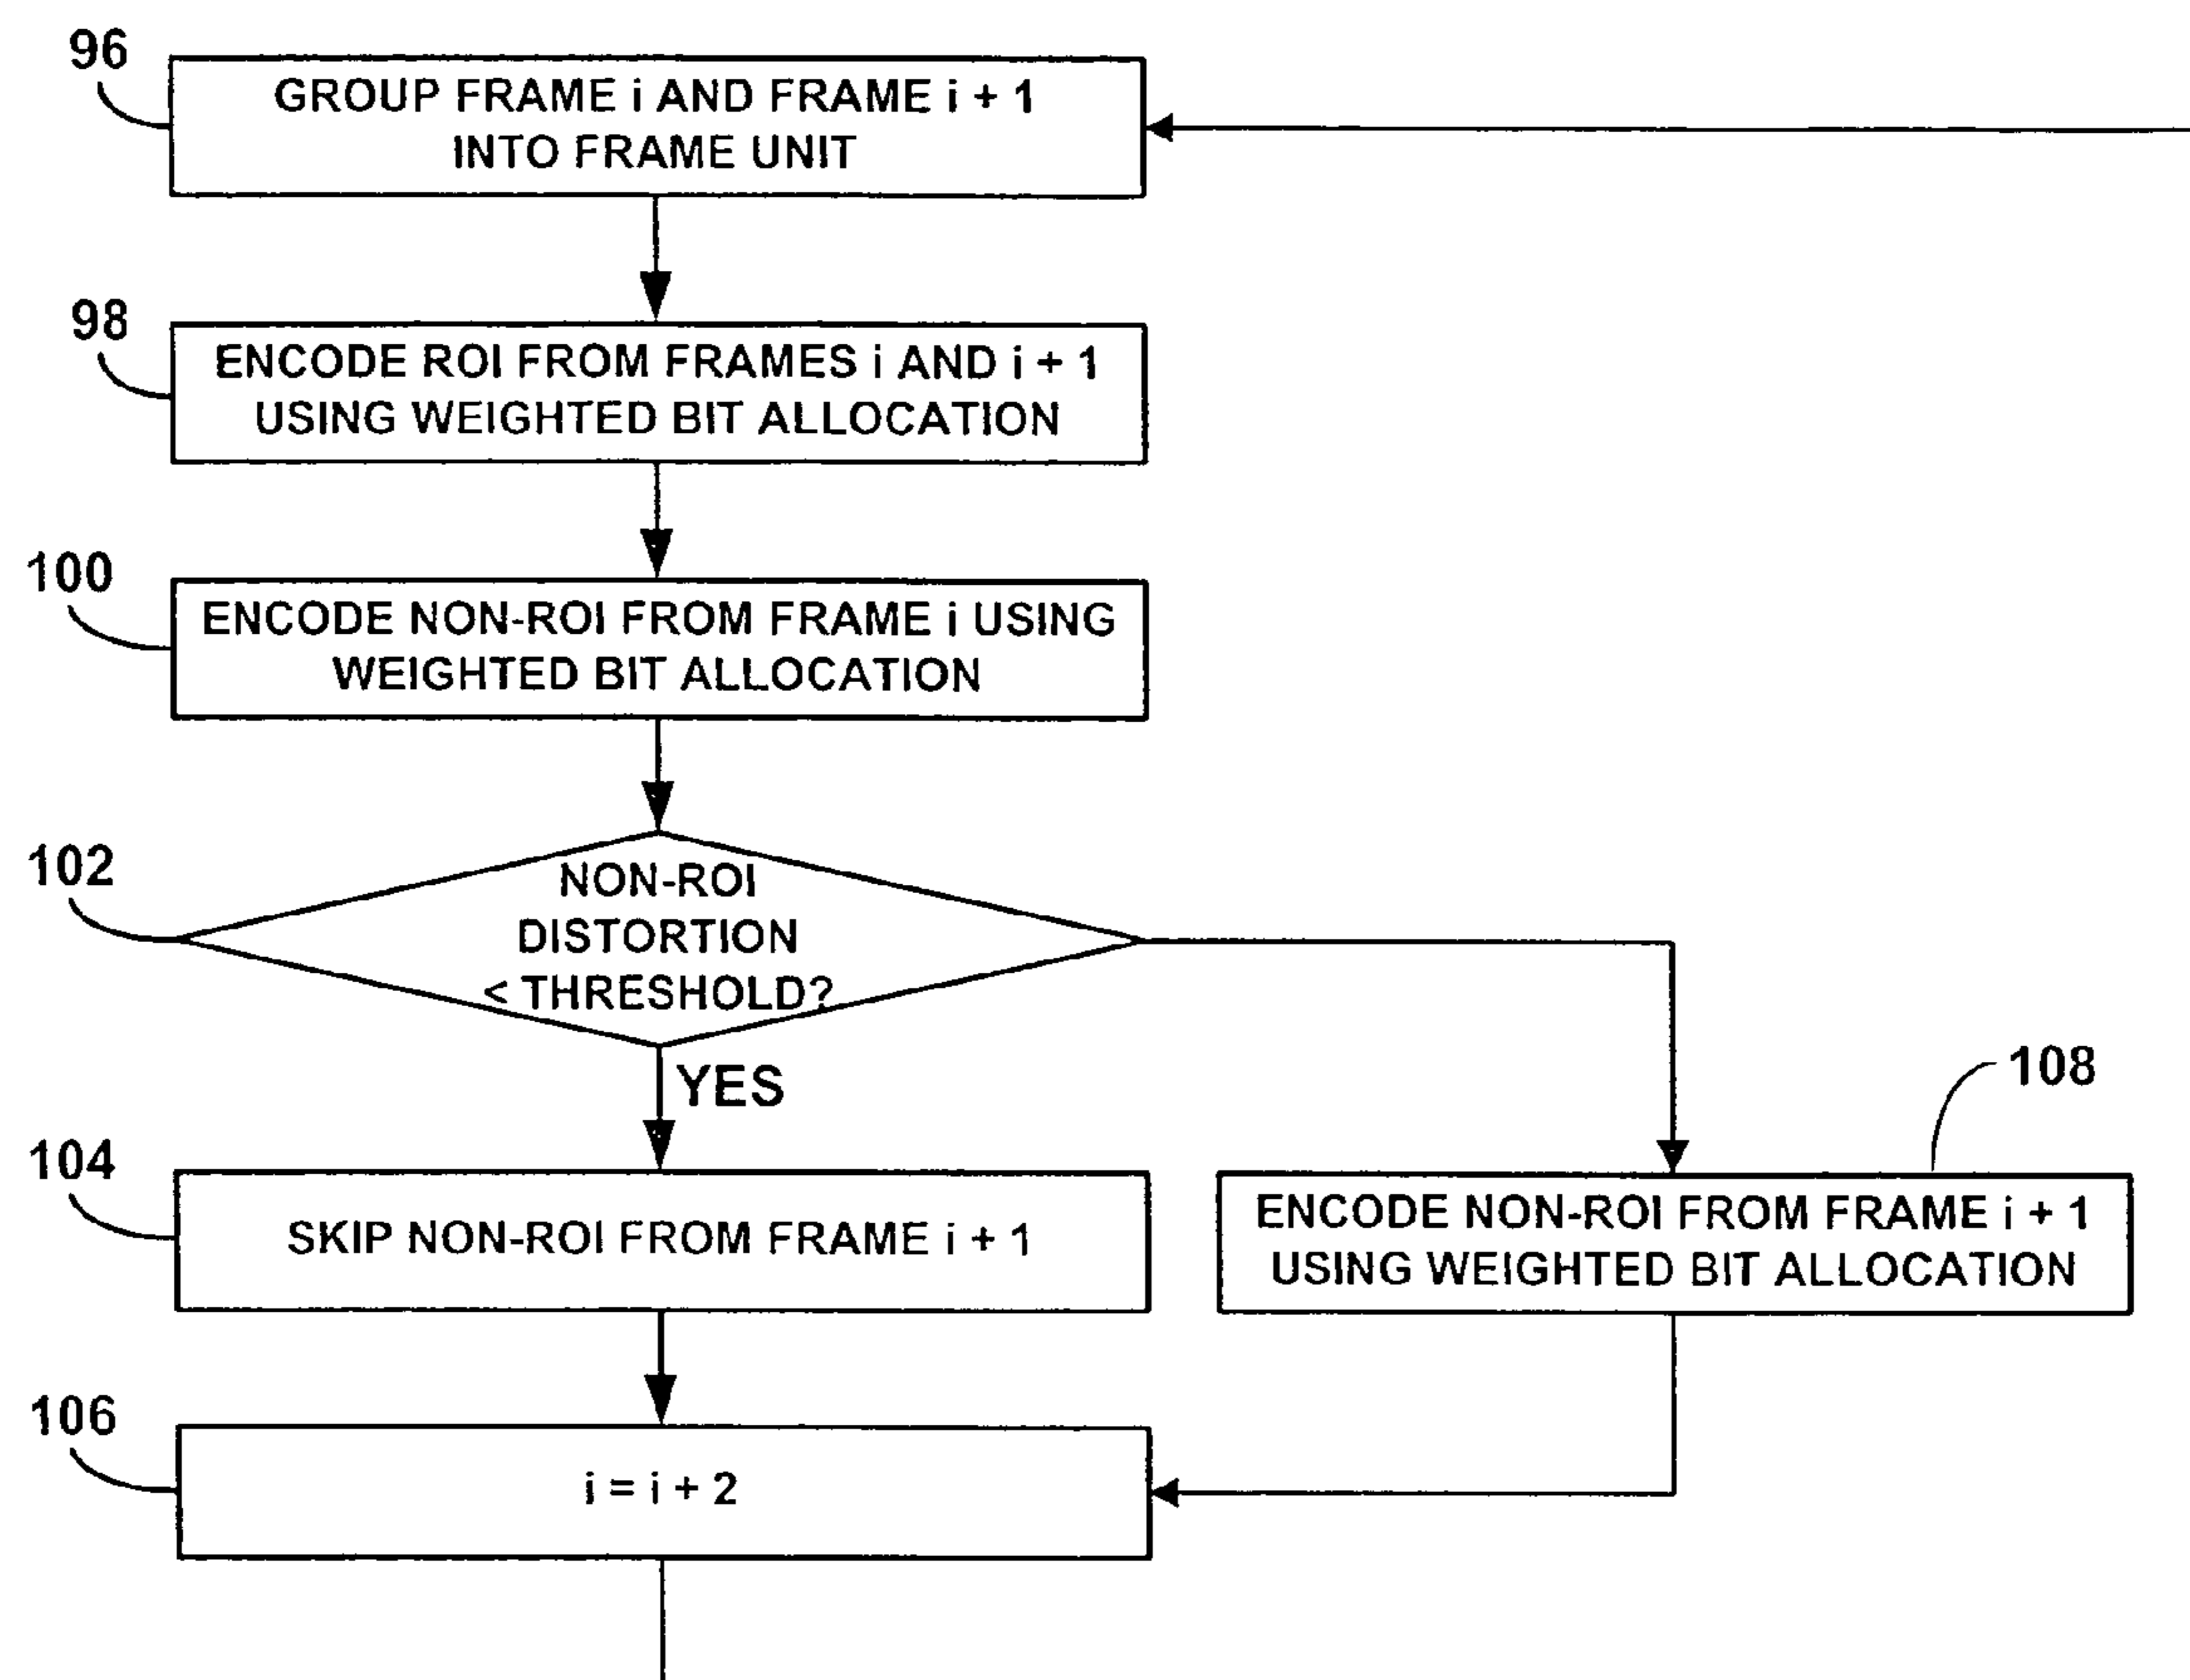 96
GROUP FRAME i AND FRAME i + 1
INTO FRAME UNIT
98
ENCODE ROI FROM FRAMES i AND i + 1
USING WEIGHTED BIT ALLOCATION
100
ENCODE NON-ROI FROM FRAME i USING
WEIGHTED BIT ALLOCATION
102
NON-ROI
DISTORTION
< THRESHOLD?
YES
108
104
SKIP NON-ROI FROM FRAME i + 1
ENCODE NON-ROI FROM FRAME i + 1
USING WEIGHTED BIT ALLOCATION
106
i = i + 2